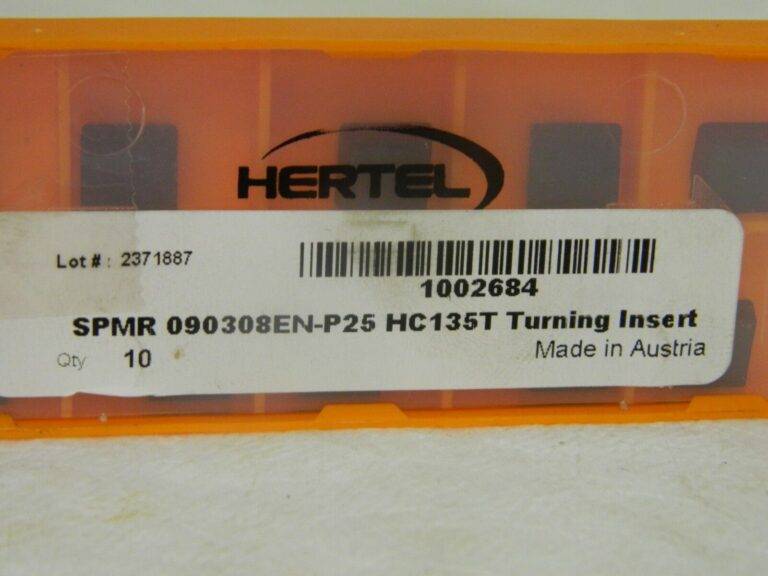 HERTEL
Lot # : 2371887
1002684
SPMR 090308EN-P25 HC135T Turning Insert
Qty 10
Made in Austria